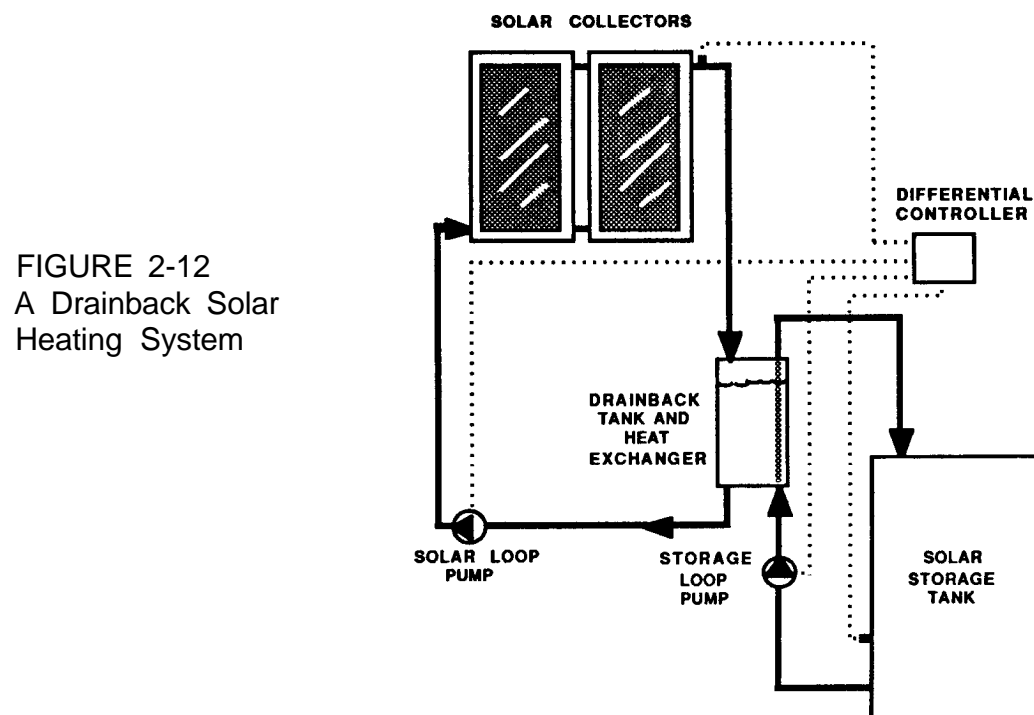 SOLAR COLLECTORS
DIFFERENTIAL
CONTROLLER
FIGURE 2-12
A Drainback Solar
Heating System
DRAINBACK
TANK AND
HEAT
EXCHANGER
SOLAR LOOP
PUMP
STORAGE
LOOP
PUMP
SOLAR
STORAGE
TANK